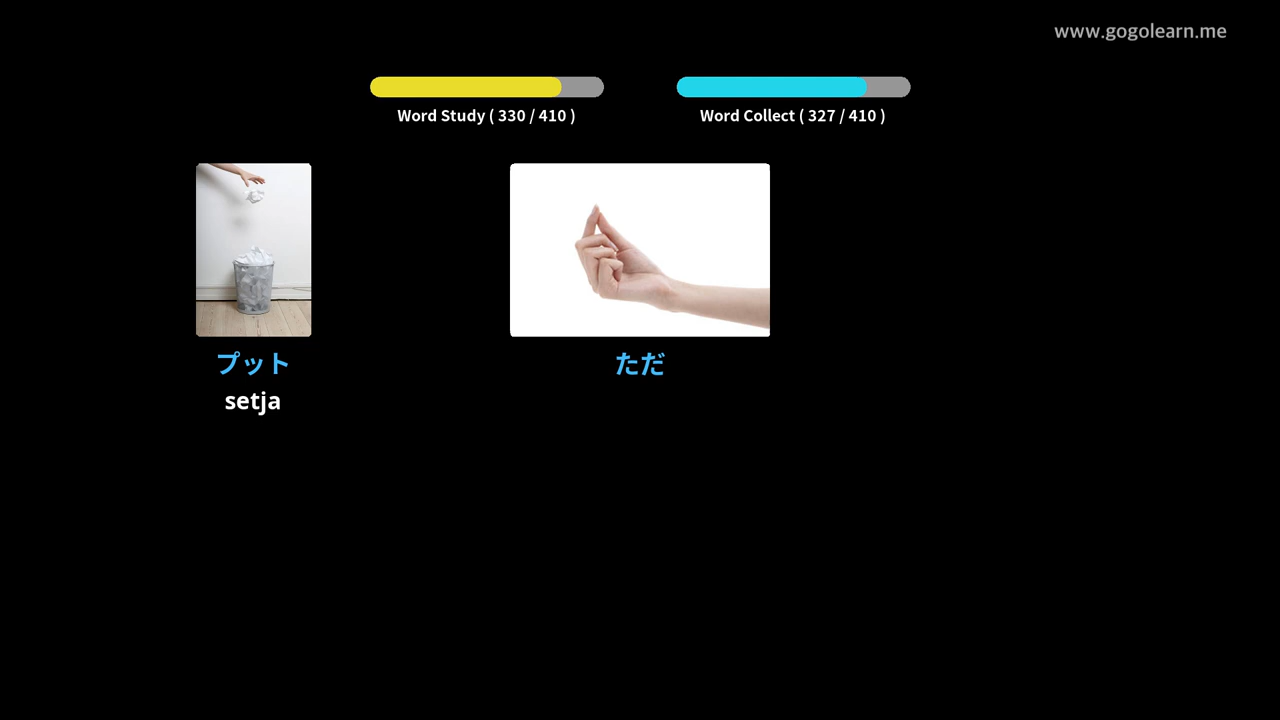 www.gogolearn.me
Word Study ( 330 / 410 )
Word Collect ( 327 / 410 )
プット
setja
ただ